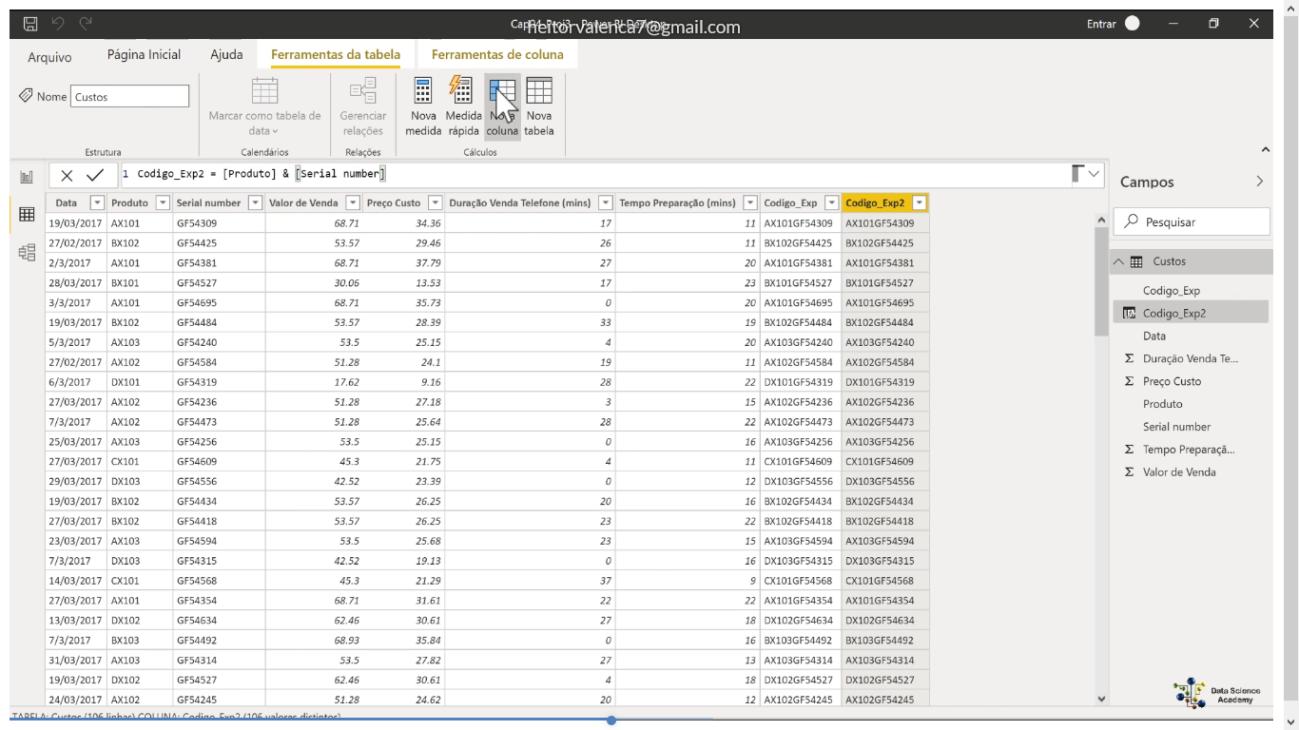 heitorvalenca7@gmail.com
Entrar
Arquivo Página Inicial Ajuda Ferramentas da tabela Ferramentas de coluna
Nome Custos
Marcar como tabela de data
Gerenciar relações
Nova medida
Medida rápida
Nova coluna
Nova tabela
Estrutura Calendários Relações Cálculos
1 Codigo_Exp2 = [Produto] & [Serial number]
Data Produto Serial number Valor de Venda Preço Custo Duração Venda Telefone (mins) Tempo Preparação (mins) Codigo_Exp Codigo_Exp2
19/03/2017 AX101 GF54309 68.71 34.36 17 11 AX101GF54309 AX101GF54309
27/02/2017 BX102 GF54425 53.57 29.46 26 11 BX102GF54425 BX102GF54425
2/3/2017 AX101 GF54381 68.71 37.79 27 20 AX101GF54381 AX101GF54381
28/03/2017 BX101 GF54527 30.06 13.53 17 23 BX101GF54527 BX101GF54527
3/3/2017 AX101 GF54695 68.71 35.73 0 20 AX101GF54695 AX101GF54695
19/03/2017 BX102 GF54484 53.57 28.39 33 19 BX102GF54484 BX102GF54484
5/3/2017 AX103 GF54240 53.5 25.15 4 20 AX103GF54240 AX103GF54240
27/02/2017 AX102 GF54584 51.28 24.1 19 11 AX102GF54584 AX102GF54584
6/3/2017 DX101 GF54319 17.62 9.16 28 22 DX101GF54319 DX101GF54319
27/03/2017 AX102 GF54236 51.28 27.18 3 15 AX102GF54236 AX102GF54236
7/3/2017 AX102 GF54473 51.28 25.64 28 22 AX102GF54473 AX102GF54473
25/03/2017 AX103 GF54256 53.5 25.15 0 16 AX103GF54256 AX103GF54256
27/03/2017 CX101 GF54609 45.3 21.75 4 11 CX101GF54609 CX101GF54609
29/03/2017 DX103 GF54556 42.52 23.39 0 12 DX103GF54556 DX103GF54556
19/03/2017 BX102 GF54434 53.57 26.25 20 16 BX102GF54434 BX102GF54434
27/03/2017 BX102 GF54418 53.57 26.25 23 22 BX102GF54418 BX102GF54418
23/03/2017 AX103 GF54594 53.5 25.68 23 15 AX103GF54594 AX103GF54594
7/3/2017 DX103 GF54315 42.52 19.13 0 16 DX103GF54315 DX103GF54315
14/03/2017 CX101 GF54568 45.3 21.29 37 9 CX101GF54568 CX101GF54568
27/03/2017 AX101 GF54354 68.71 31.61 22 22 AX101GF54354 AX101GF54354
13/03/2017 DX102 GF54634 62.46 30.61 27 18 DX102GF54634 DX102GF54634
7/3/2017 BX103 GF54492 68.93 35.84 0 16 BX103GF54492 BX103GF54492
31/03/2017 AX103 GF54314 53.5 27.82 27 13 AX103GF54314 AX103GF54314
19/03/2017 DX102 GF54527 62.46 30.61 4 18 DX102GF54527 DX102GF54527
24/03/2017 AX102 GF54245 51.28 24.62 20 12 AX102GF54245 AX102GF54245
TABELA: Custos (106 linhas) COLUNA: Codigo_Exp2 (106 valores distintos)
Campos
Pesquisar
Custos
Codigo_Exp
Codigo_Exp2
Data
Σ Duração Venda Te...
Σ Preço Custo
Produto
Serial number
Σ Tempo Preparaçã...
Σ Valor de Venda
Data Science
Academy